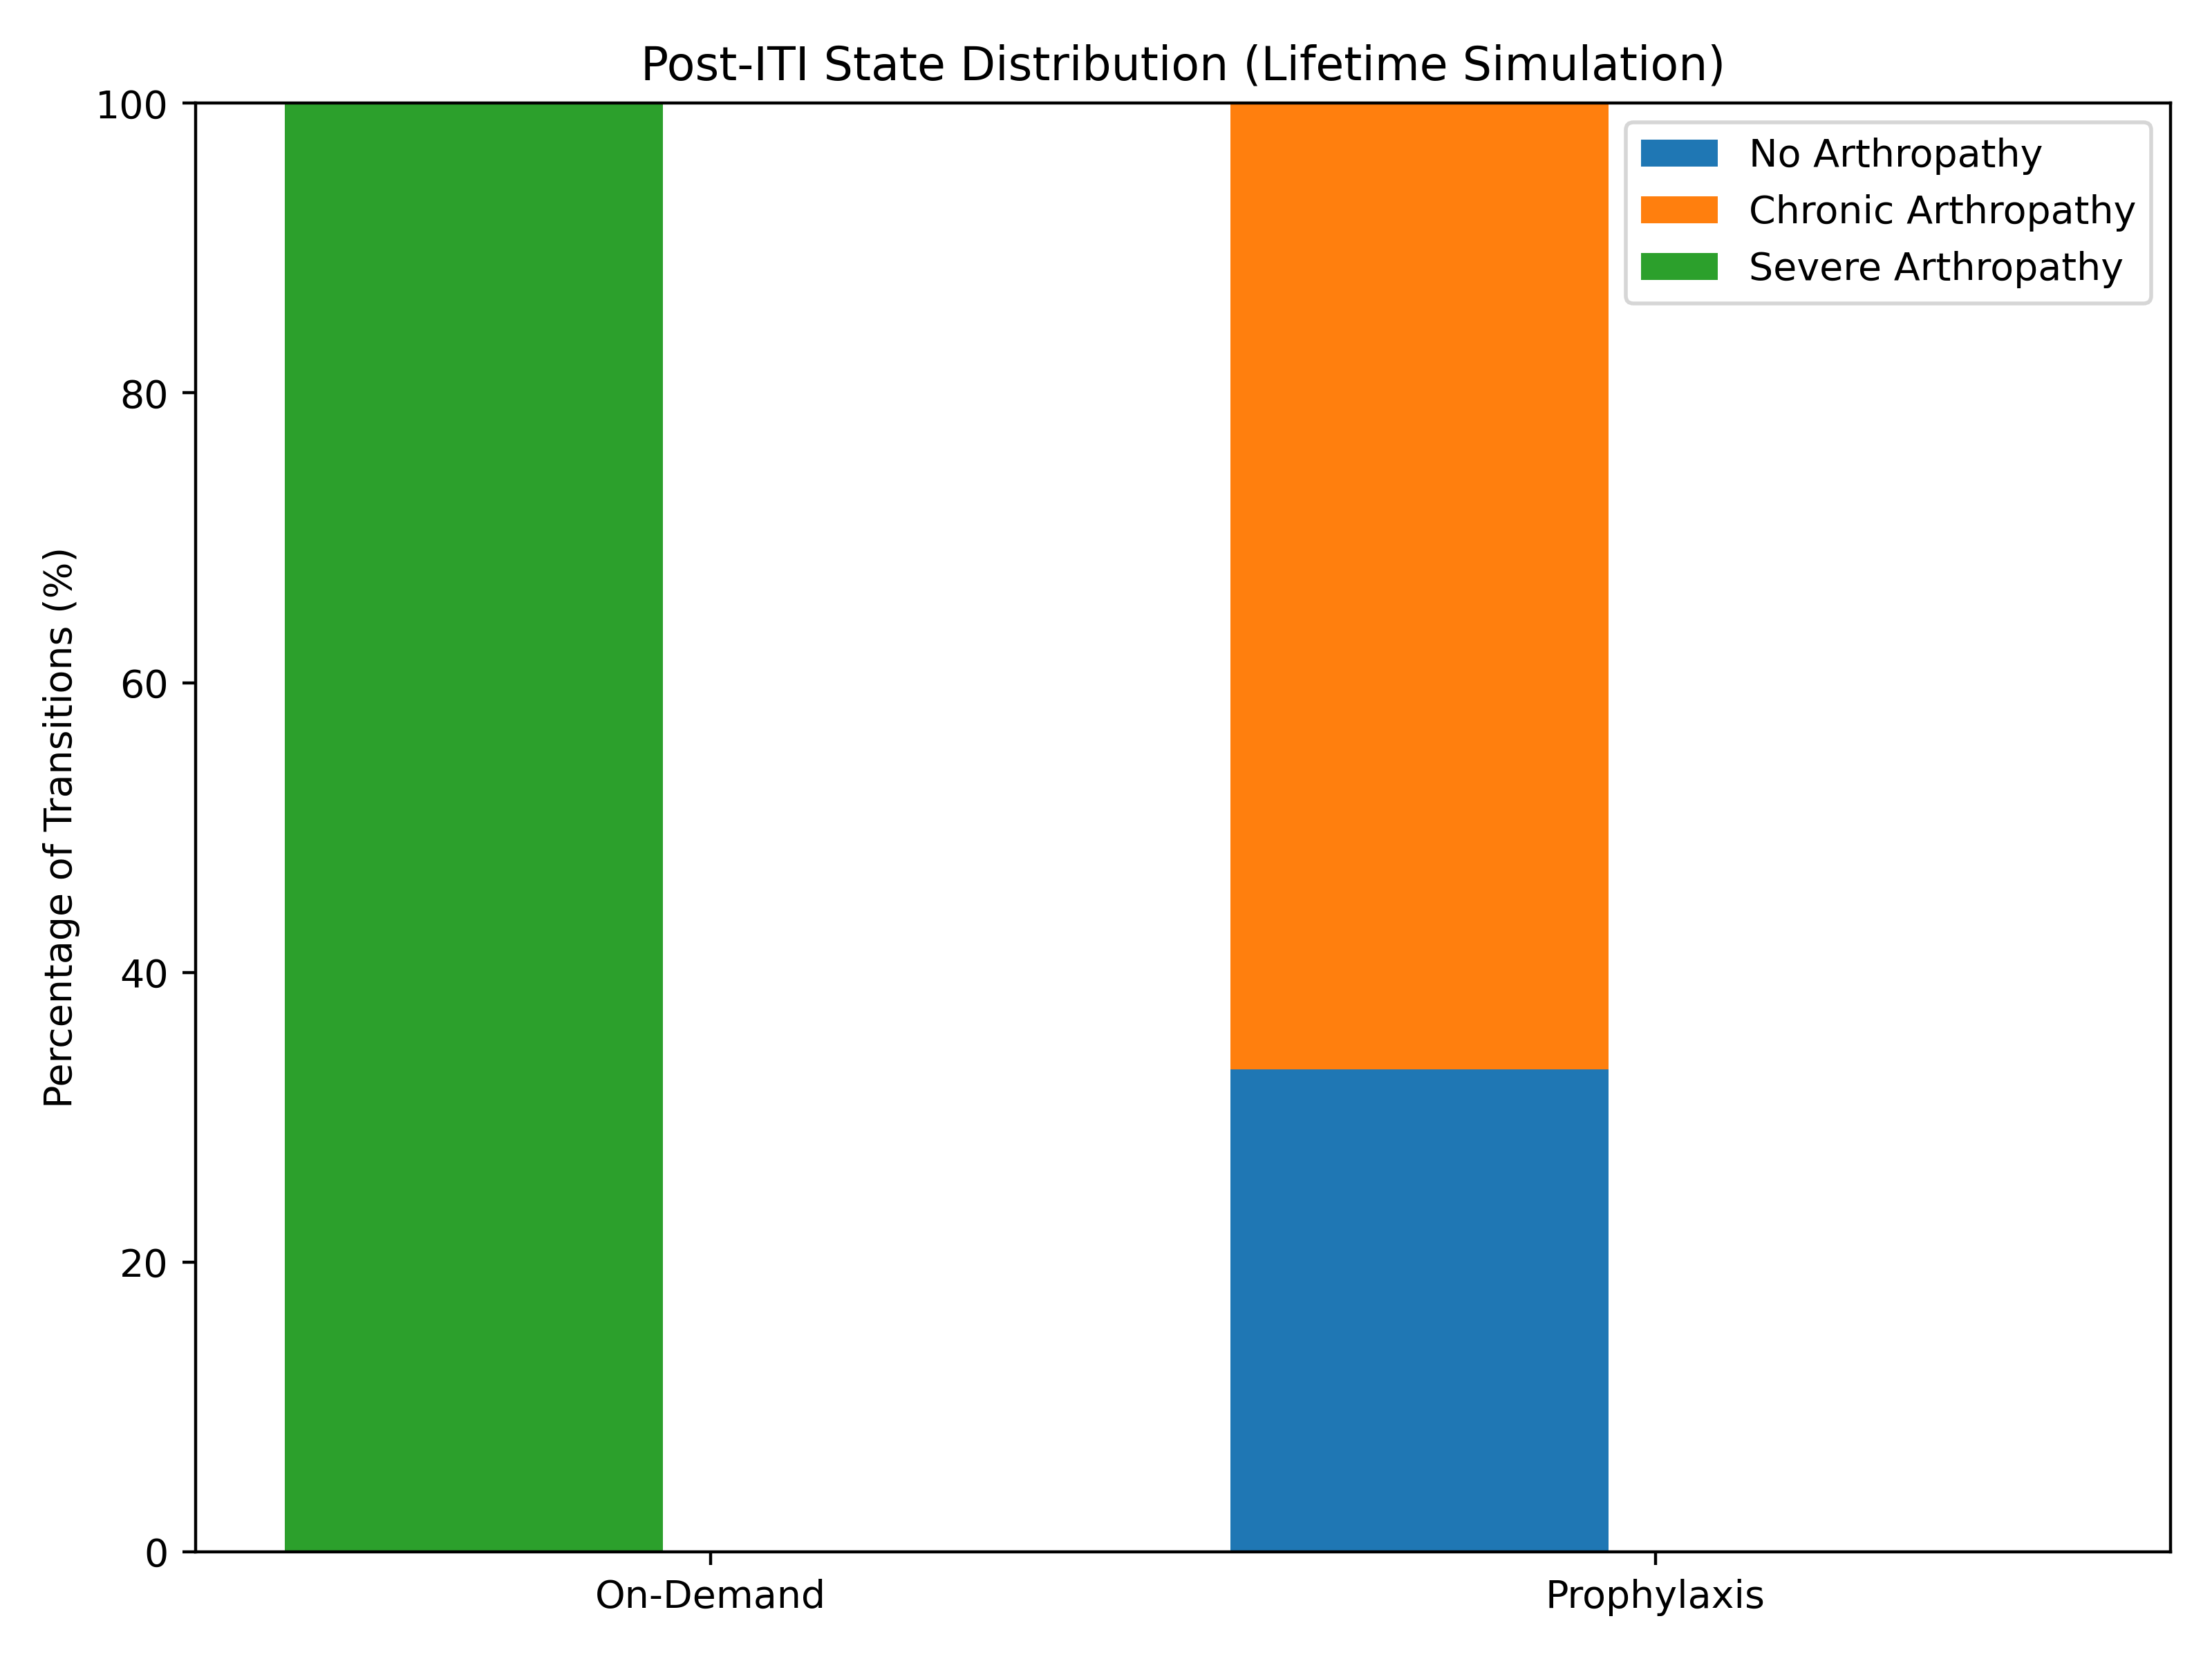 Post-ITI State Distribution (Lifetime Simulation)
100
80
60
40
20
0
Percentage of Transitions (%)
No Arthropathy
Chronic Arthropathy
Severe Arthropathy
On-Demand
Prophylaxis